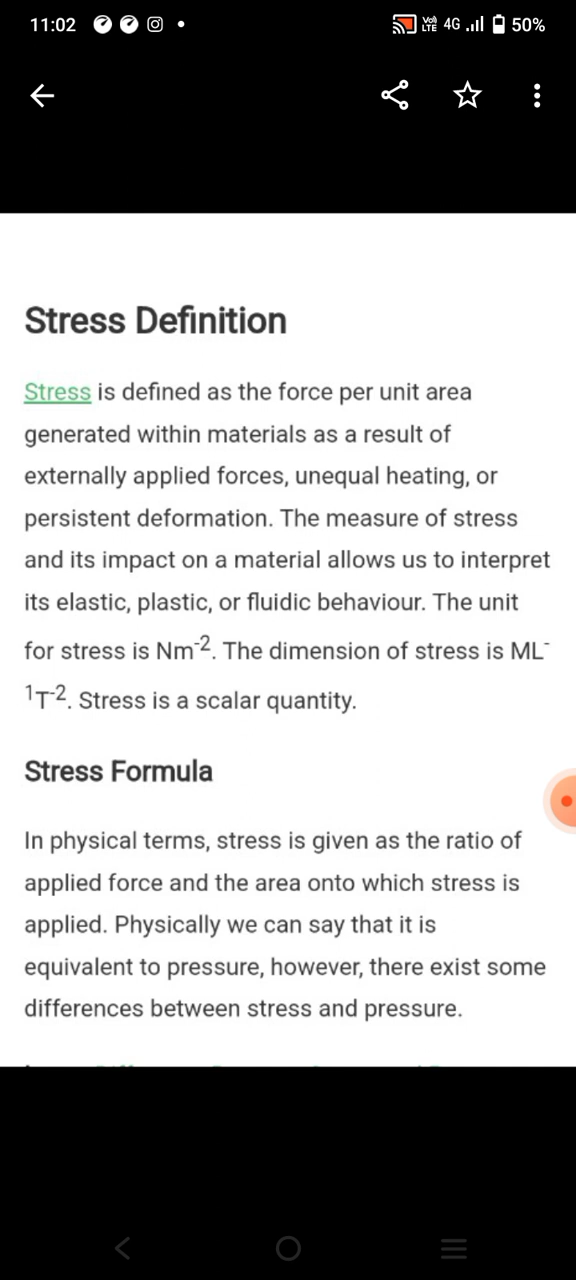 11:02
Vo)
LTE 4G 50%
Stress Definition
Stress is defined as the force per unit area
generated within materials as a result of
externally applied forces, unequal heating, or
persistent deformation. The measure of stress
and its impact on a material allows us to interpret
its elastic, plastic, or fluidic behaviour. The unit
for stress is Nm⁻². The dimension of stress is ML⁻
¹T⁻². Stress is a scalar quantity.
Stress Formula
In physical terms, stress is given as the ratio of
applied force and the area onto which stress is
applied. Physically we can say that it is
equivalent to pressure, however, there exist some
differences between stress and pressure.